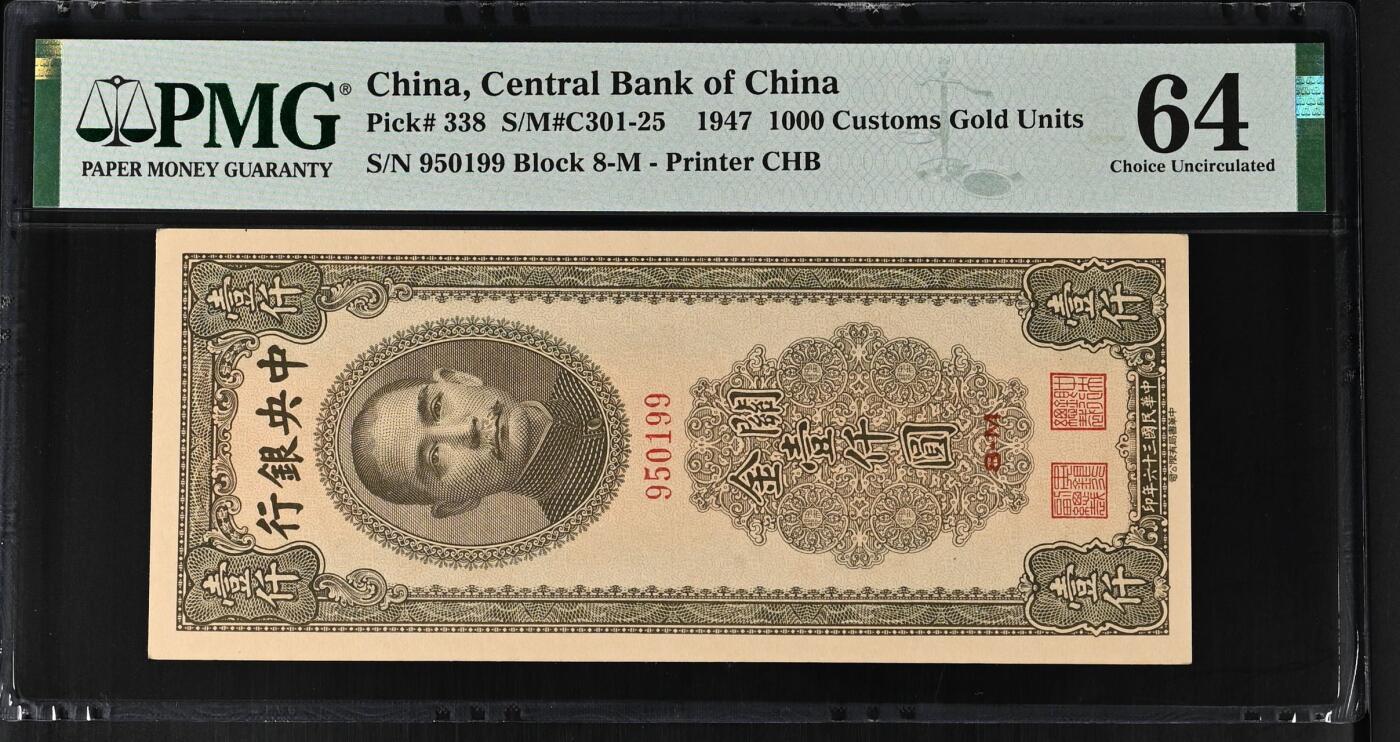 PMG®
PAPER MONEY GUARANTY
China, Central Bank of China
Pick# 338 S/M#C301-25 1947 1000 Customs Gold Units
S/N 950199 Block 8-M - Printer CHB
64
Choice Uncirculated
壹仟
壹仟
中央銀行
950199
關金壹仟圓
8-M
中華民國三十六年印
壹仟
壹仟